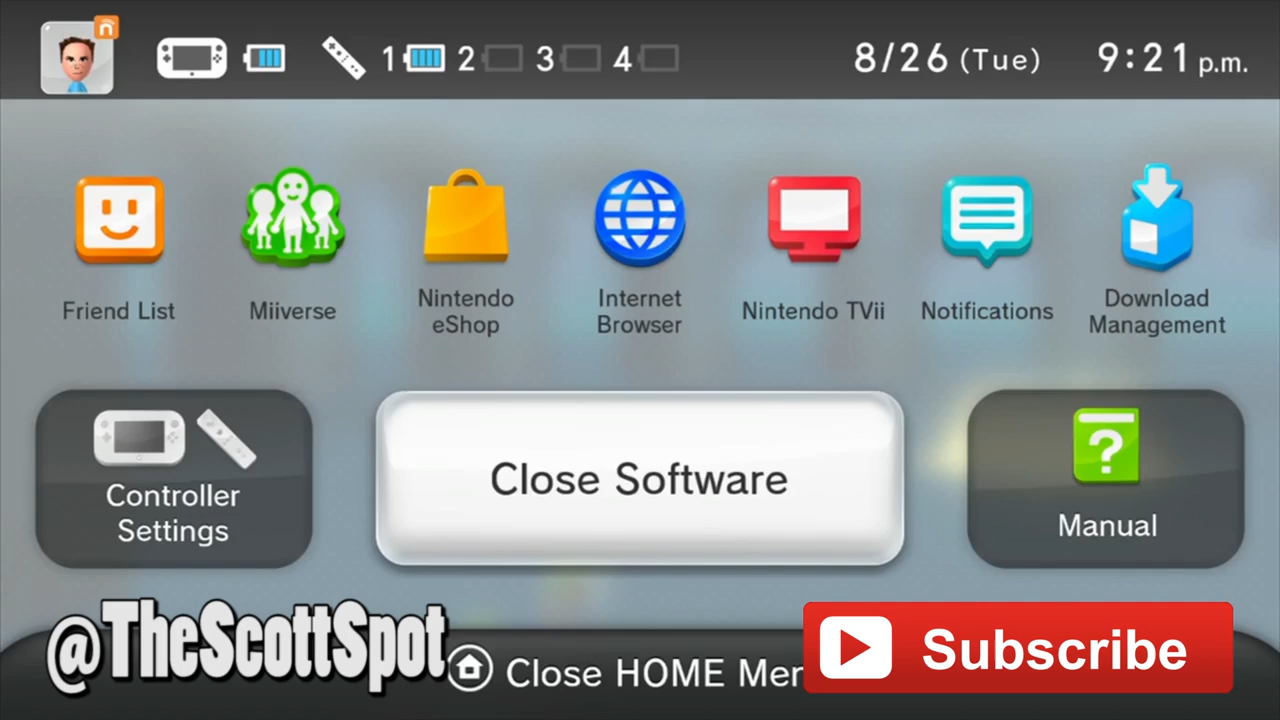 1 2 3 4 8/26 (Tue) 9:21 p.m.
Friend List
Miiverse
Nintendo
eShop
Internet
Browser
Nintendo TVii
Notifications
Download
Management
Controller
Settings
Close Software
?
Manual
@TheScottSpot
Close HOME Men
Subscribe